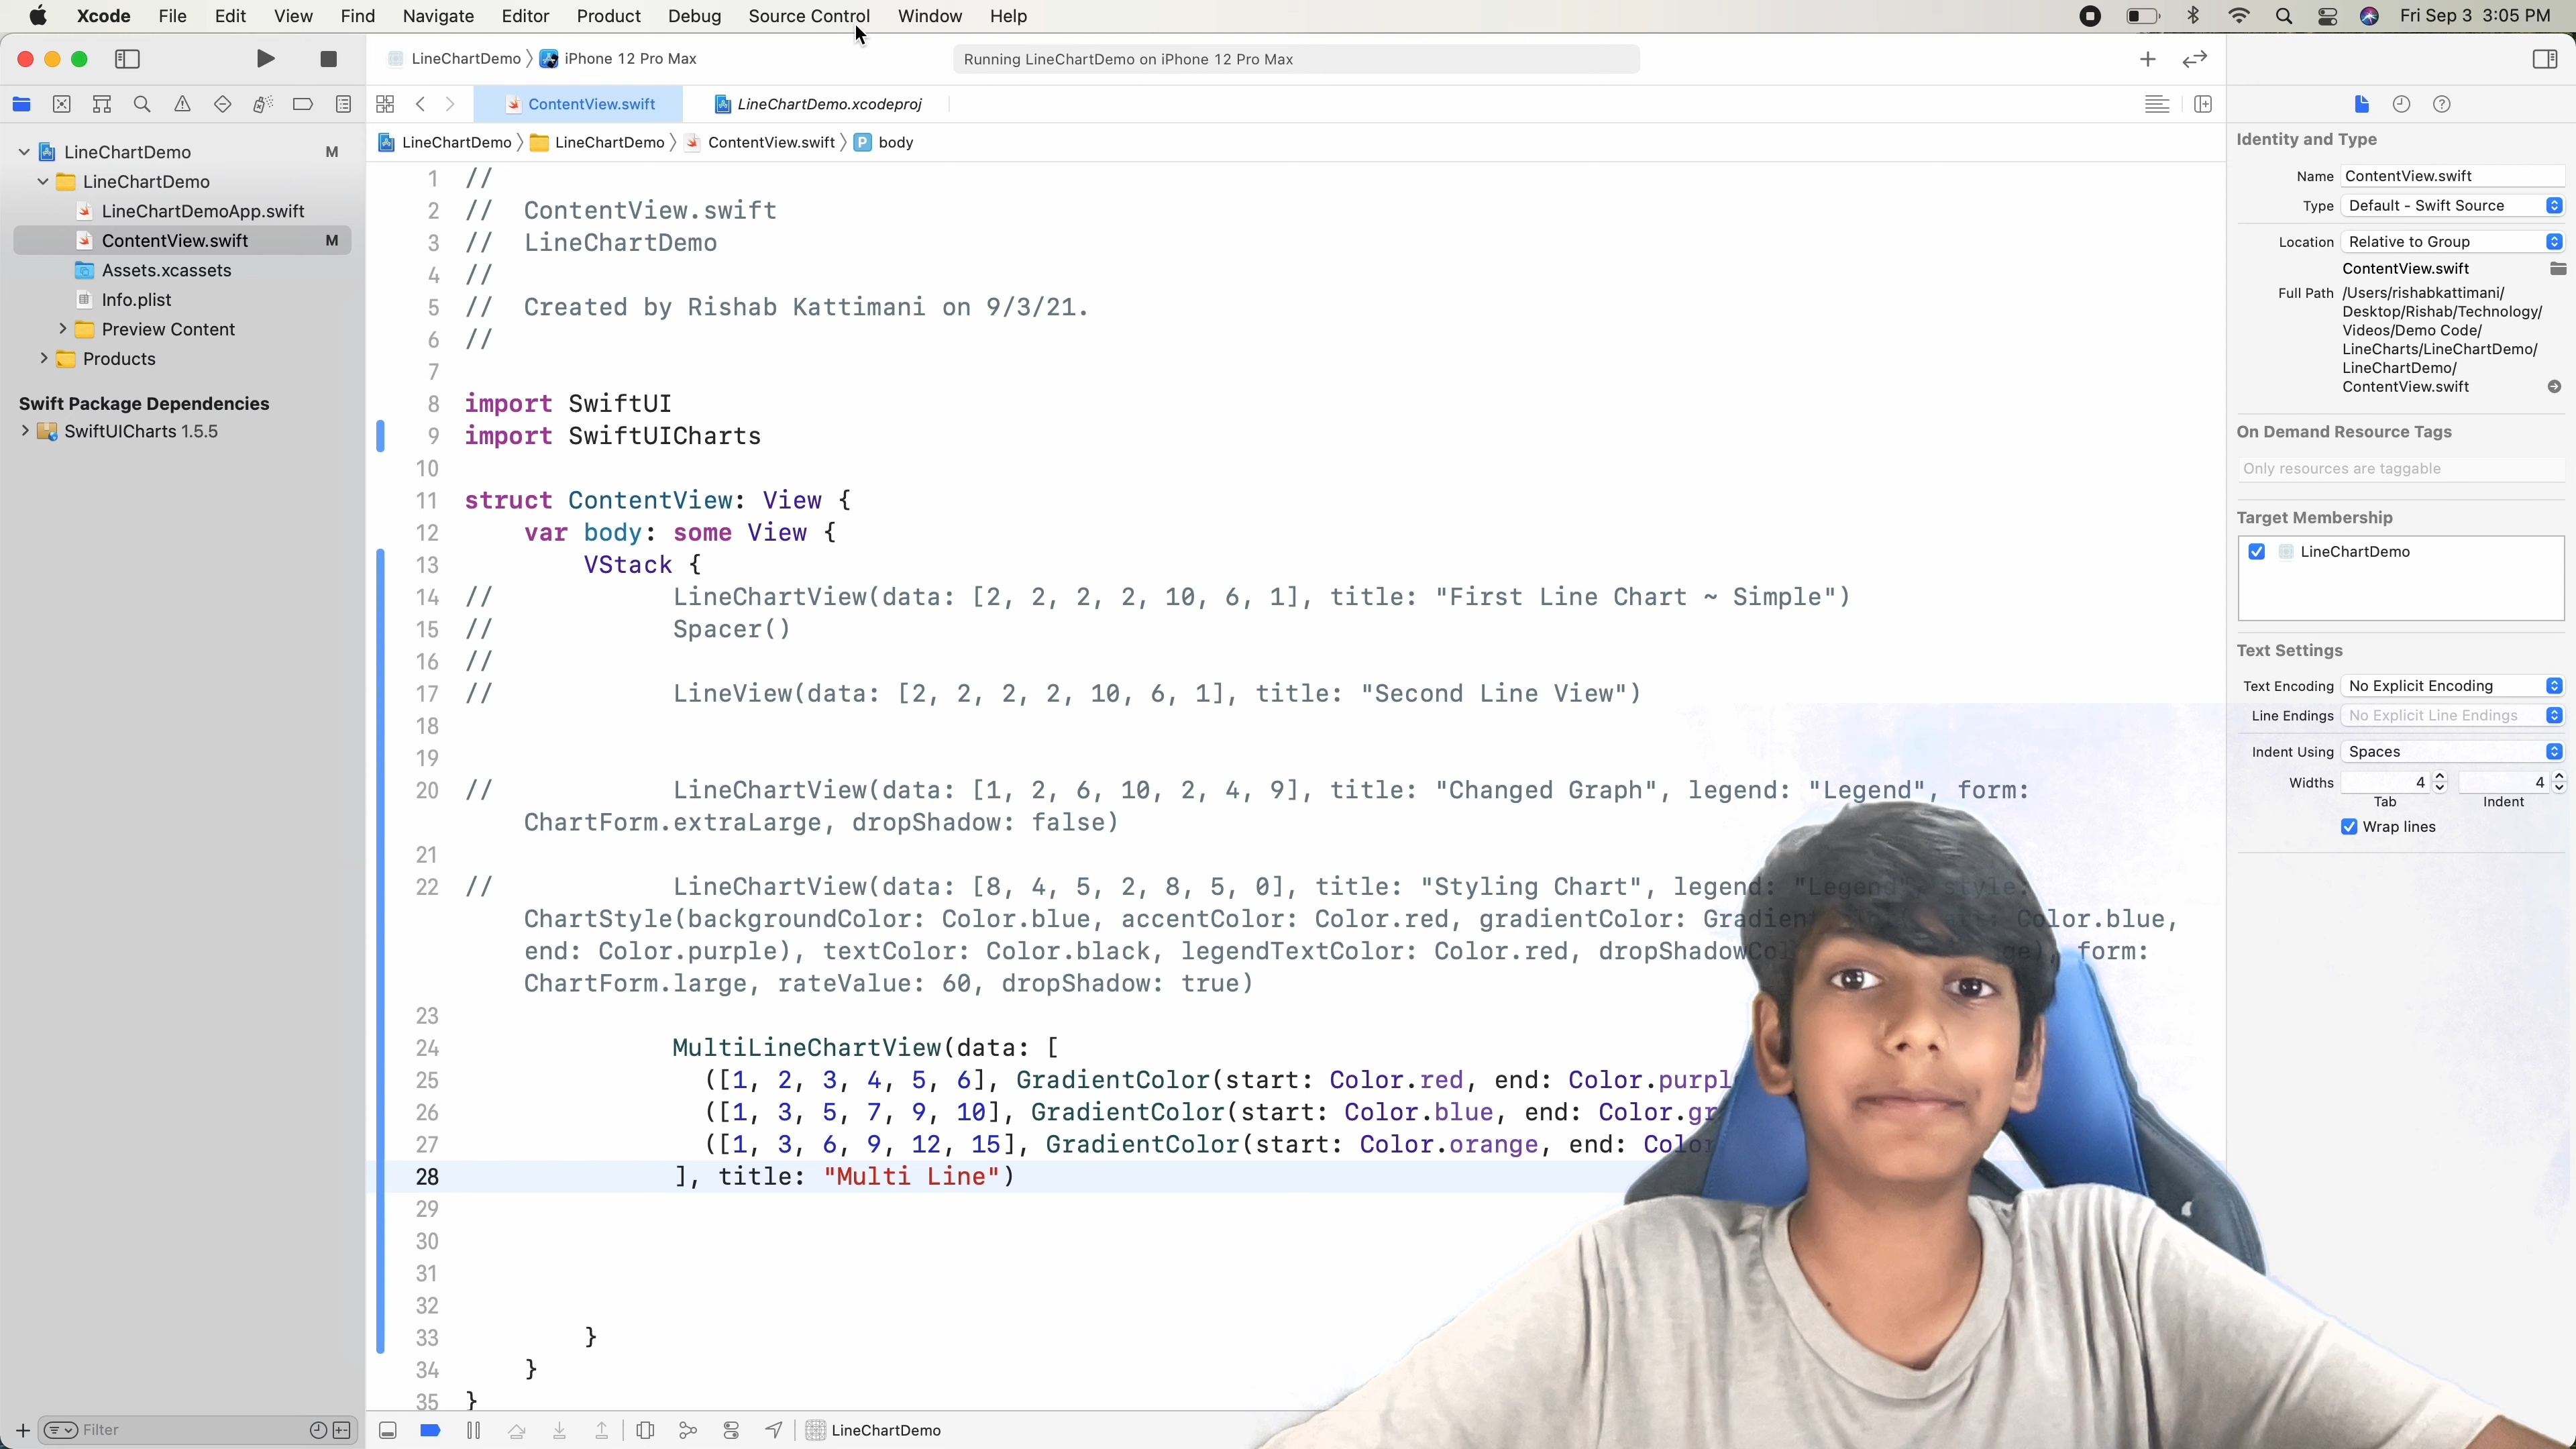 Xcode File Edit View Find Navigate Editor Product Debug Source Control Window Help Fri Sep 3 3:05 PM
LineChartDemo iPhone 12 Pro Max Running LineChartDemo on iPhone 12 Pro Max
ContentView.swift LineChartDemo.xcodeproj
LineChartDemo LineChartDemo ContentView.swift P body
LineChartDemo M
LineChartDemo
LineChartDemoApp.swift
ContentView.swift M
Assets.xcassets
Info.plist
Preview Content
Products
Swift Package Dependencies
SwiftUICharts 1.5.5
Filter
1 //
2 // ContentView.swift
3 // LineChartDemo
4 //
5 // Created by Rishab Kattimani on 9/3/21.
6 //
7
8 import SwiftUI
9 import SwiftUICharts
10
11 struct ContentView: View {
12 var body: some View {
13 VStack {
14 // LineChartView(data: [2, 2, 2, 2, 10, 6, 1], title: "First Line Chart ~ Simple")
15 // Spacer()
16 //
17 // LineView(data: [2, 2, 2, 2, 10, 6, 1], title: "Second Line View")
18
19
20 // LineChartView(data: [1, 2, 6, 10, 2, 4, 9], title: "Changed Graph", legend: "Legend", form:
ChartForm.extraLarge, dropShadow: false)
21
22 // LineChartView(data: [8, 4, 5, 2, 8, 5, 0], title: "Styling Chart", legend: "Legend", style:
ChartStyle(backgroundColor: Color.blue, accentColor: Color.red, gradientColor: Color.blue,
end: Color.purple), textColor: Color.black, legendTextColor: Color.red, form:
ChartForm.large, rateValue: 60, dropShadow: true)
23
24 MultiLineChartView(data: [
25 ([1, 2, 3, 4, 5, 6], GradientColor(start: Color.red, end: Color.purpl
26 ([1, 3, 5, 7, 9, 10], GradientColor(start: Color.blue, end: Color.gr
27 ([1, 3, 6, 9, 12, 15], GradientColor(start: Color.orange, end:
28 ], title: "Multi Line")
29
30
31
32
33 }
34 }
35 }
LineChartDemo
Identity and Type
Name ContentView.swift
Type Default - Swift Source
Location Relative to Group
ContentView.swift
Full Path /Users/rishabkattimani/
Desktop/Rishab/Technology/
Videos/Demo Code/
LineCharts/LineChartDemo/
LineChartDemo/
ContentView.swift
On Demand Resource Tags
Only resources are taggable
Target Membership
LineChartDemo
Text Settings
Text Encoding No Explicit Encoding
Line Endings No Explicit Line Endings
Indent Using Spaces
Widths 4 4
Tab Indent
Wrap lines